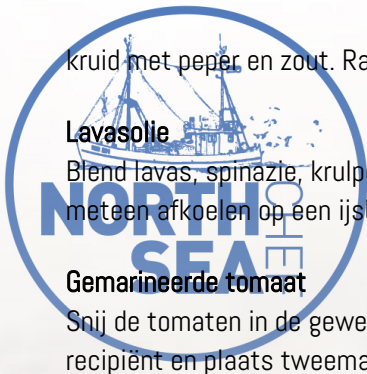 kruid met peper en zout. Ra
Lavasolie
Blend lavas, spinazie, krulp
meteen afkoelen op een ijs
Gemarineerde tomaat
Snij de tomaten in de gewe
recipiënt en plaats tweema
NORTH
SEA
CHEF